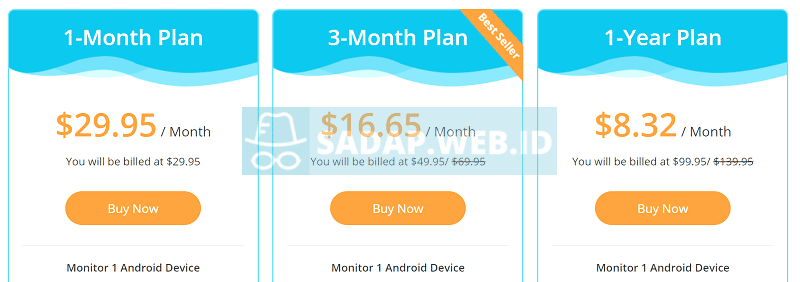 1-Month Plan
$29.95 / Month
You will be billed at $29.95
Buy Now
Monitor 1 Android Device
3-Month Plan
Best Seller
$16.65 / Month
You will be billed at $49.95/ $69.95
Buy Now
Monitor 1 Android Device
1-Year Plan
$8.32 / Month
You will be billed at $99.95/ $139.95
Buy Now
Monitor 1 Android Device
SADAP.WEB.ID